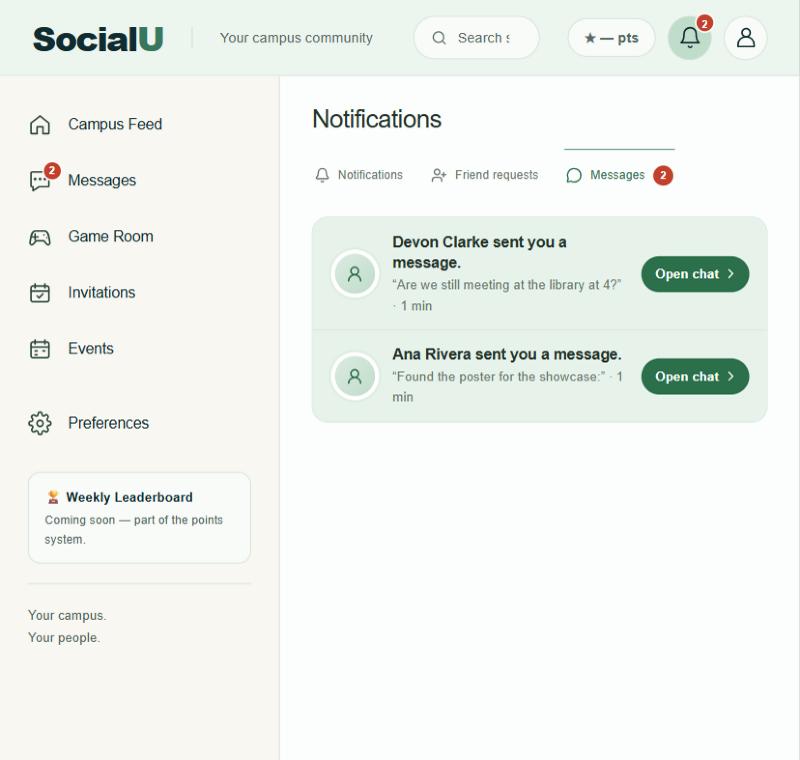 SocialU
Your campus community
Search s
★ — pts
2
Campus Feed
2
Messages
Game Room
Invitations
Events
Preferences
Weekly Leaderboard
Coming soon — part of the points
system.
Your campus.
Your people.
Notifications
Notifications
Friend requests
Messages 2
Devon Clarke sent you a
message.
“Are we still meeting at the library at 4?”
· 1 min
Open chat
Ana Rivera sent you a message.
“Found the poster for the showcase:” · 1
min
Open chat